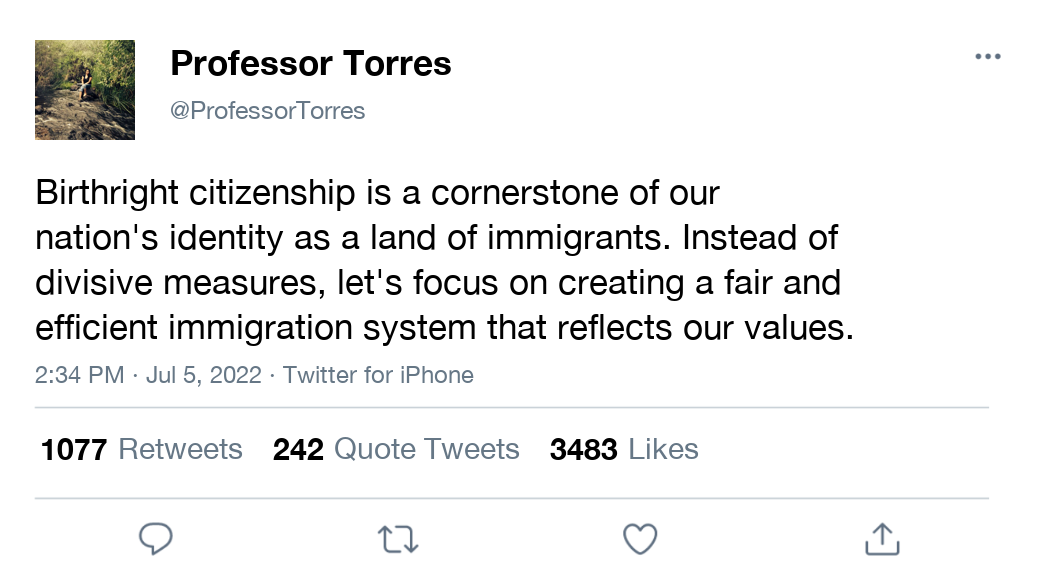 Professor Torres
@ProfessorTorres
Birthright citizenship is a cornerstone of our
nation's identity as a land of immigrants. Instead of
divisive measures, let's focus on creating a fair and
efficient immigration system that reflects our values.
2:34 PM · Jul 5, 2022 · Twitter for iPhone
1077 Retweets 242 Quote Tweets 3483 Likes